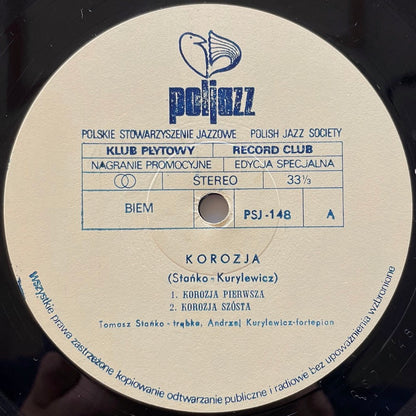 poljazz
POLSKIE STOWARZYSZENIE JAZZOWE POLISH JAZZ SOCIETY
KLUB PŁYTOWY RECORD CLUB
NAGRANIE PROMOCYJNE EDYCJA SPECJALNA
STEREO 33⅓
BIEM PSJ-148 A
KOROZJA
(Stańko-Kurylewicz)
1. KOROZJA PIERWSZA
2. KOROZJA SZÓSTA
Tomasz Stańko-trąbka, Andrzej Kurylewicz-fortepian
Wszystkie prawa zastrzeżone kopiowanie odtwarzanie publiczne i radiowe bez upoważnienia wzbronione